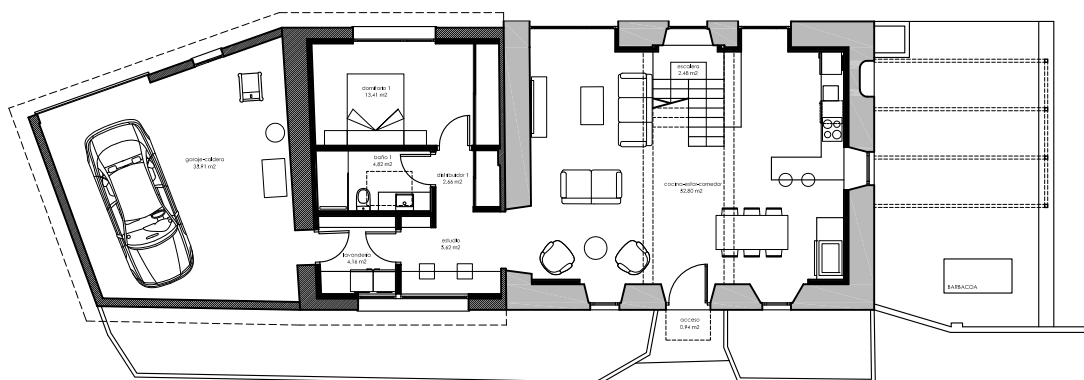 escalera
2.48 m2
dormitorio 1
13.41 m2
garaje-caldera
33.91 m2
baño 1
4.82 m2
distribuidor 1
2.66 m2
cocina-estar-comedor
52.80 m2
estudio
5.62 m2
lavandería
4.16 m2
BARBACOA
acceso
0.94 m2